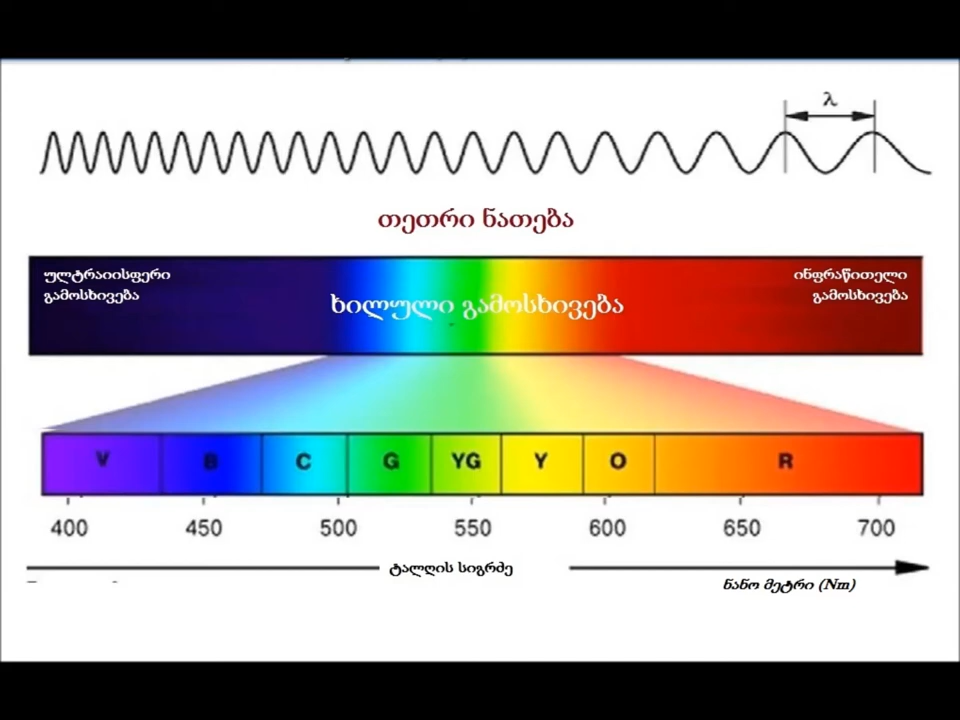 λ
თეთრი ნათება
ულტრაიისფერი
გამოსხივება
ხილული გამოსხივება
ინფრაწითელი
გამოსხივება
V B C G YG Y O R
400 450 500 550 600 650 700
ტალღის სიგრძე
ნანო მეტრი (Nm)